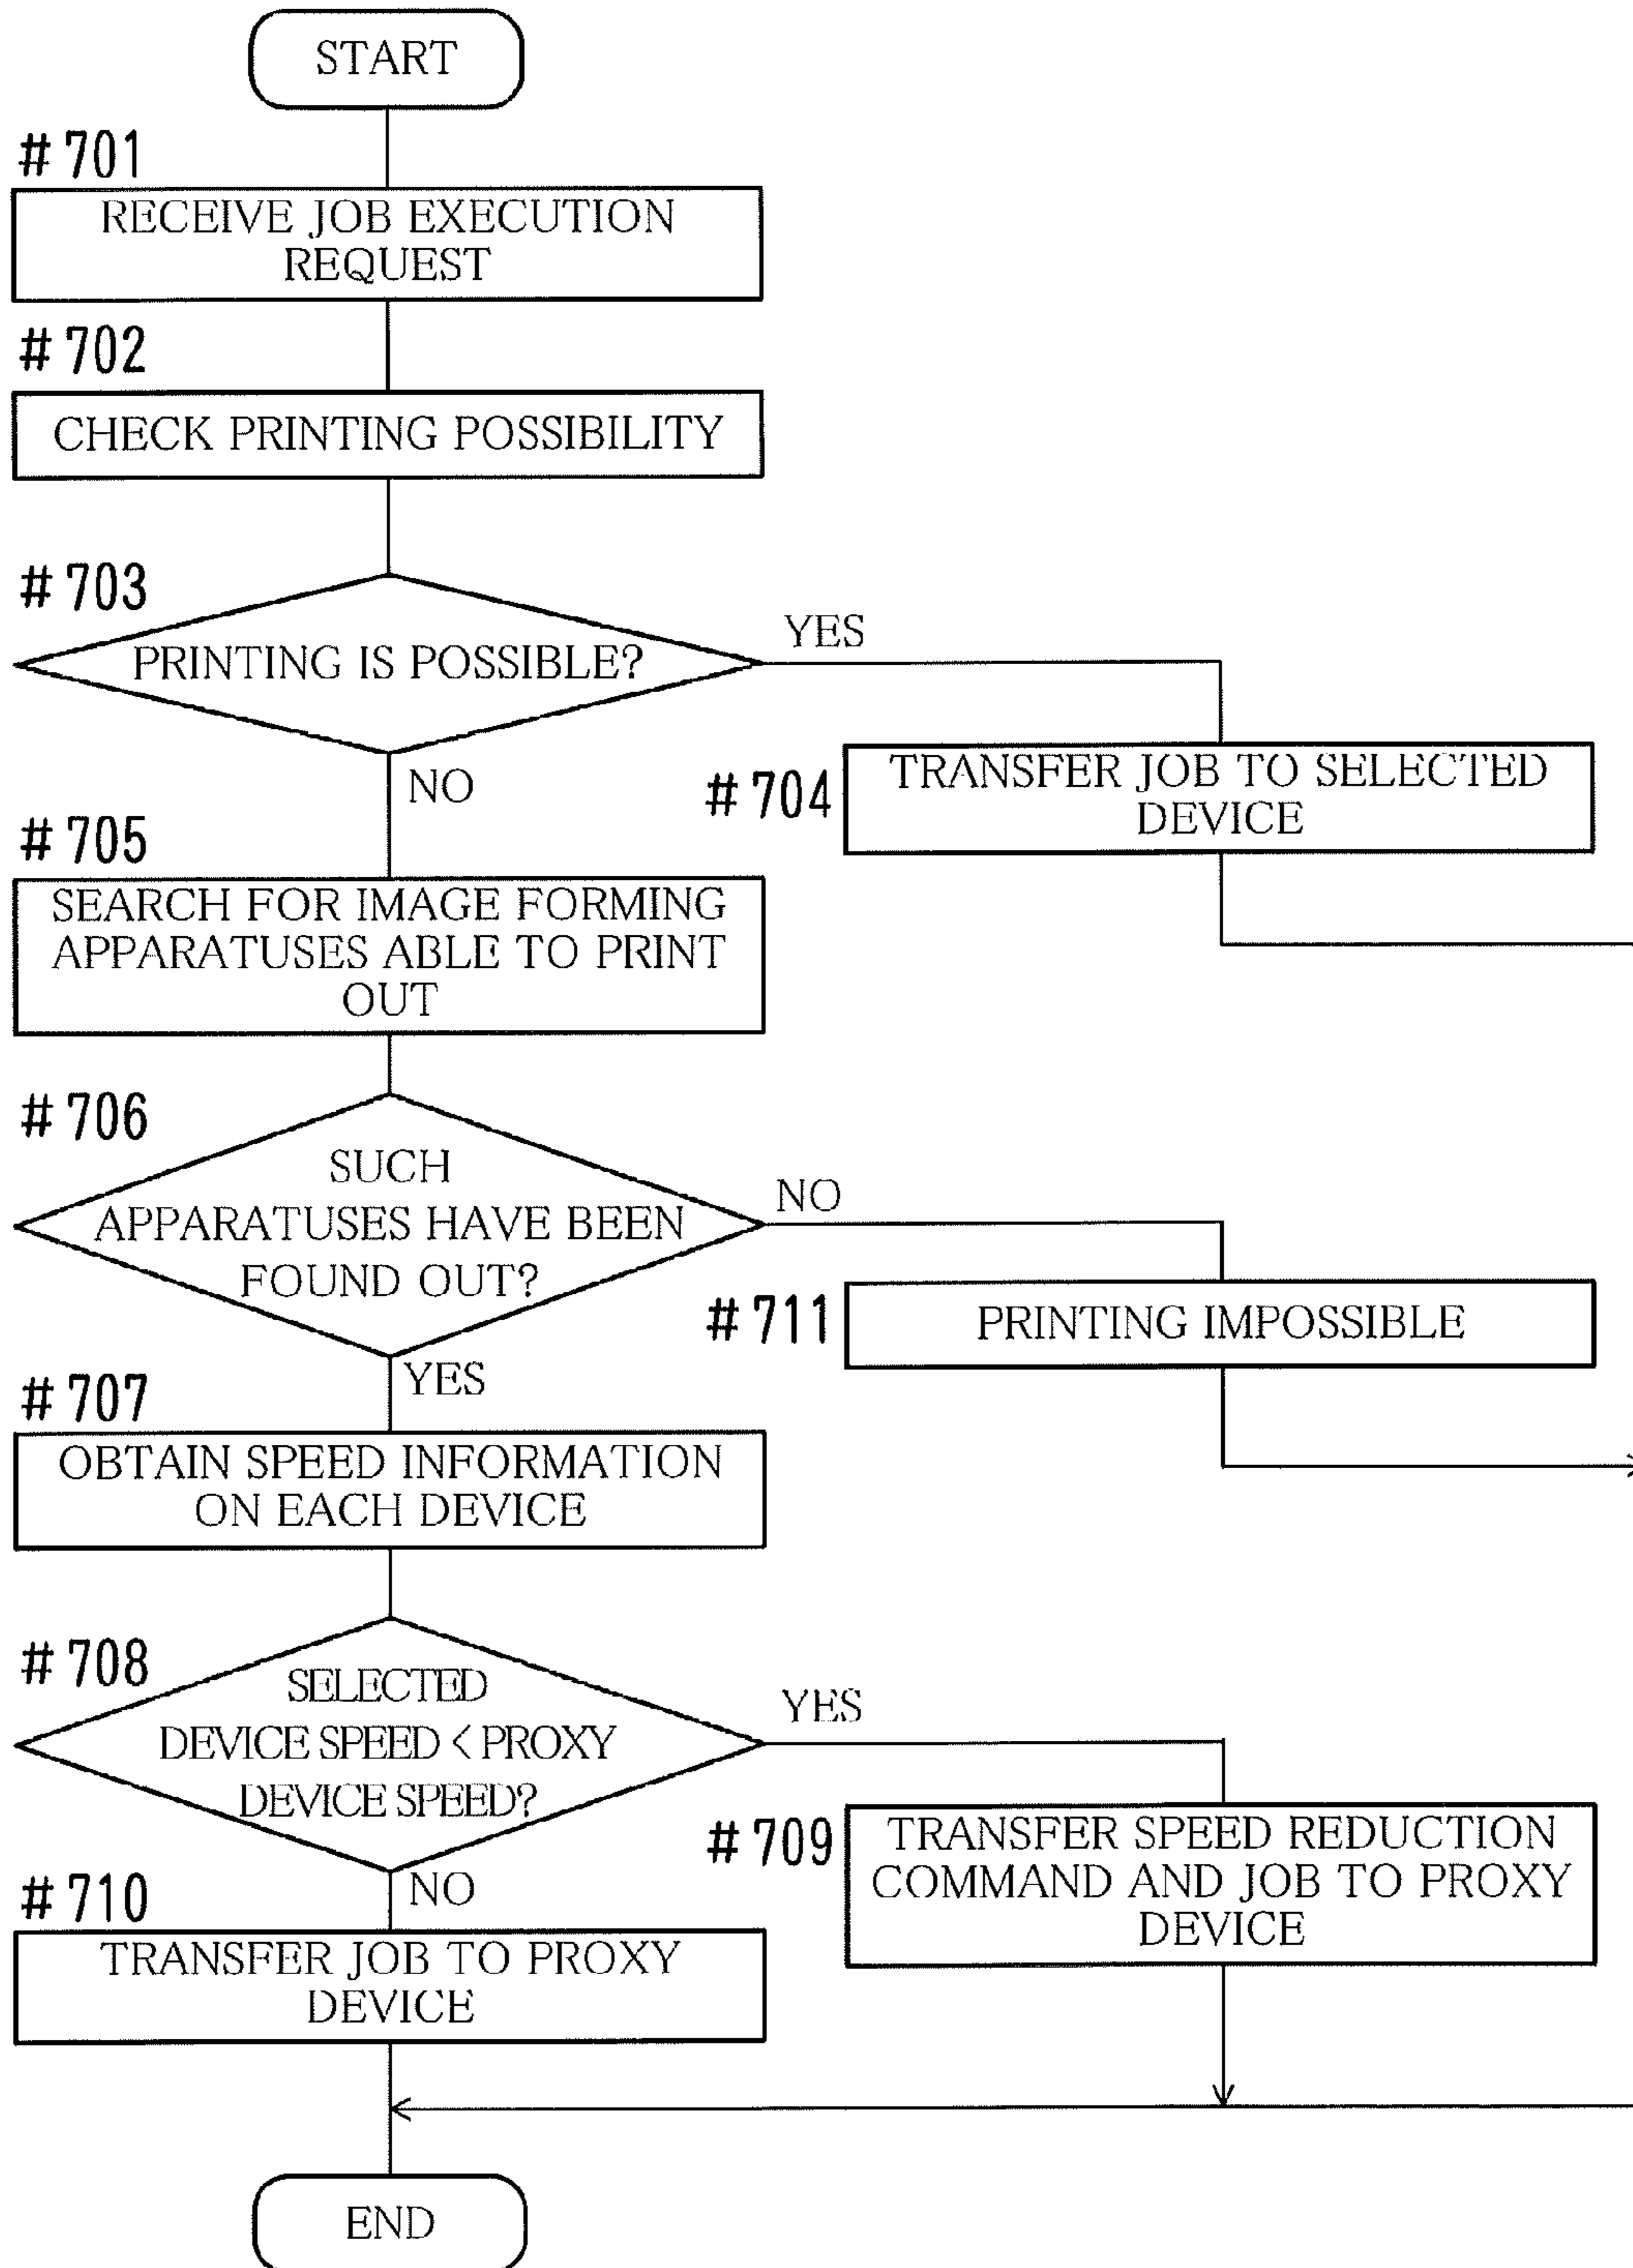 START
#701
RECEIVE JOB EXECUTION
REQUEST
#702
CHECK PRINTING POSSIBILITY
#703
PRINTING IS POSSIBLE?
YES
NO
#704
TRANSFER JOB TO SELECTED
DEVICE
#705
SEARCH FOR IMAGE FORMING
APPARATUSES ABLE TO PRINT
OUT
#706
SUCH
APPARATUSES HAVE BEEN
FOUND OUT?
NO
YES
#711
PRINTING IMPOSSIBLE
#707
OBTAIN SPEED INFORMATION
ON EACH DEVICE
#708
SELECTED
DEVICE SPEED < PROXY
DEVICE SPEED?
YES
NO
#709
TRANSFER SPEED REDUCTION
COMMAND AND JOB TO PROXY
DEVICE
#710
TRANSFER JOB TO PROXY
DEVICE
END